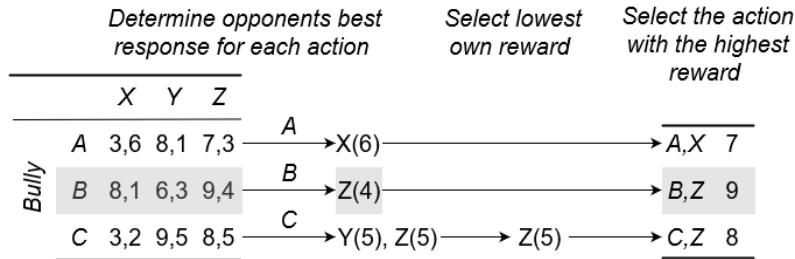 Determine opponents best response for each action
Select lowest own reward
Select the action with the highest reward
X Y Z
Bully
A 3,6 8,1 7,3 A X(6) A,X 7
B 8,1 6,3 9,4 B Z(4) B,Z 9
C 3,2 9,5 8,5 C Y(5), Z(5) Z(5) C,Z 8